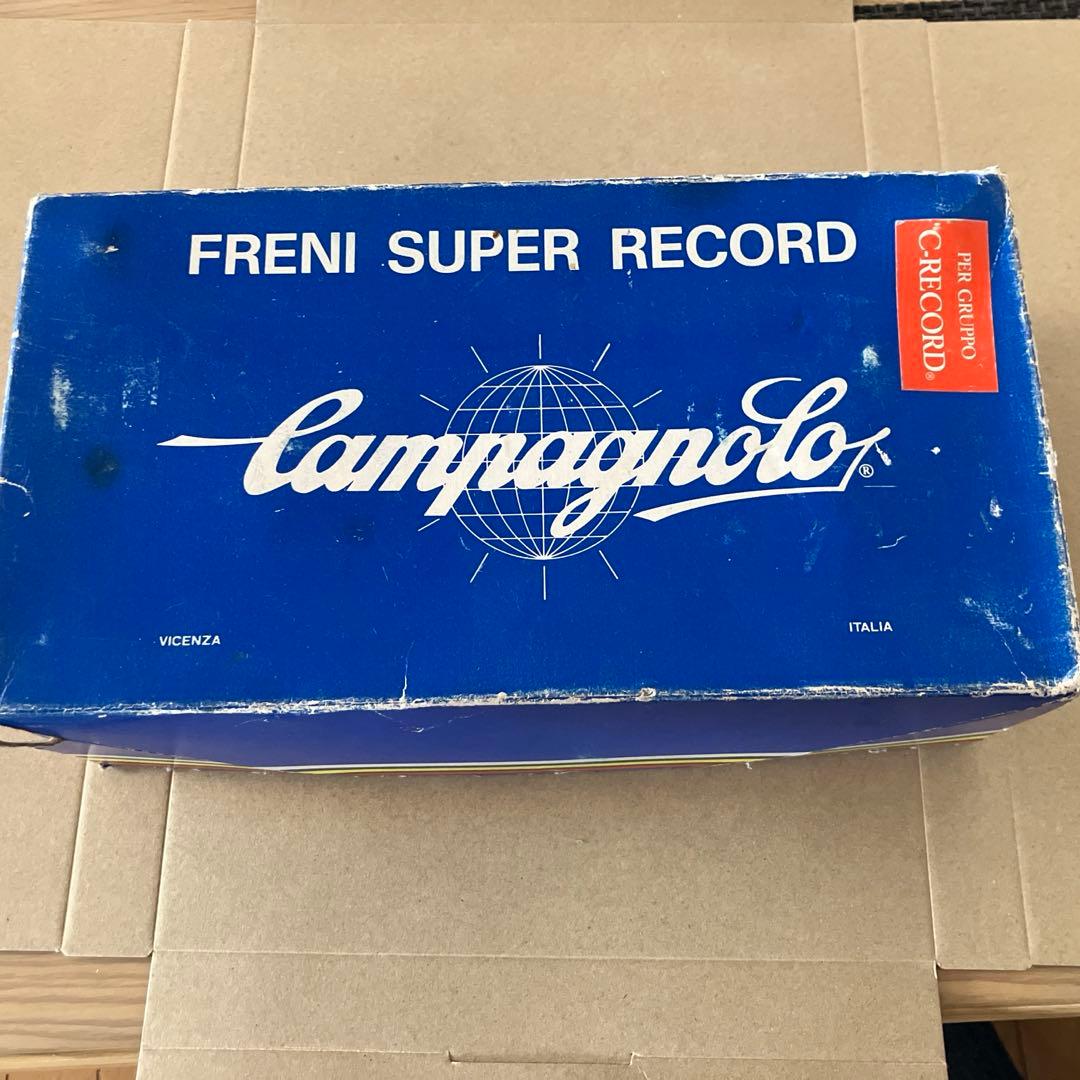 FRENI SUPER RECORD
PER GRUPPO
C-RECORD®
Campagnolo®
VICENZA
ITALIA